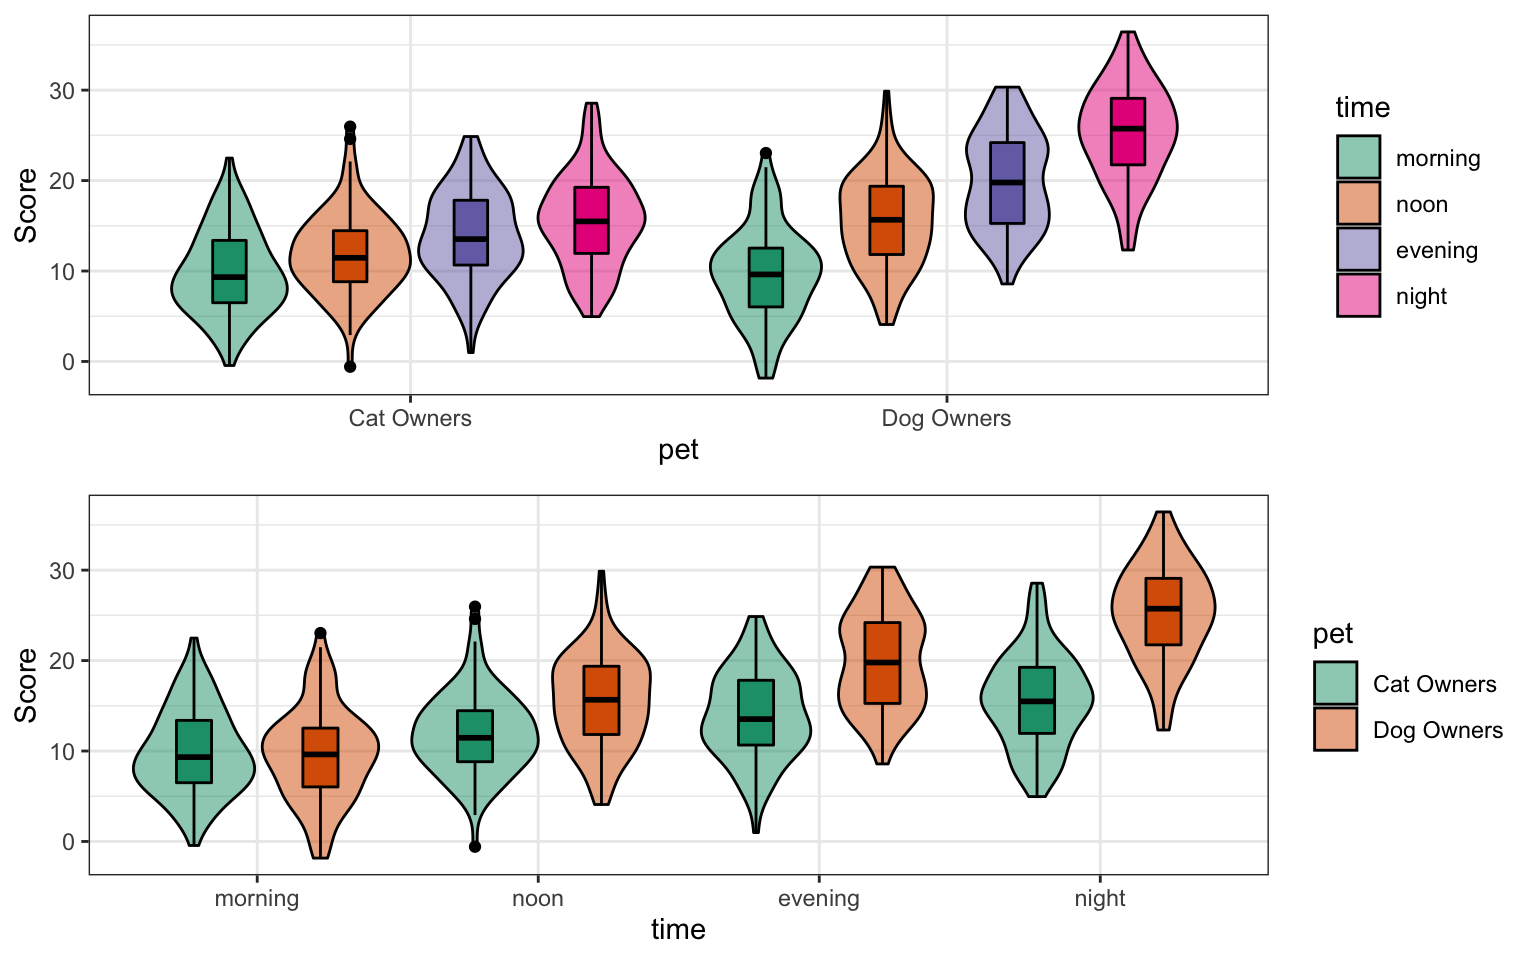 Score
30
20
10
0
Cat Owners
Dog Owners
pet
time
morning
noon
evening
night
Score
30
20
10
0
morning
noon
evening
night
time
pet
Cat Owners
Dog Owners